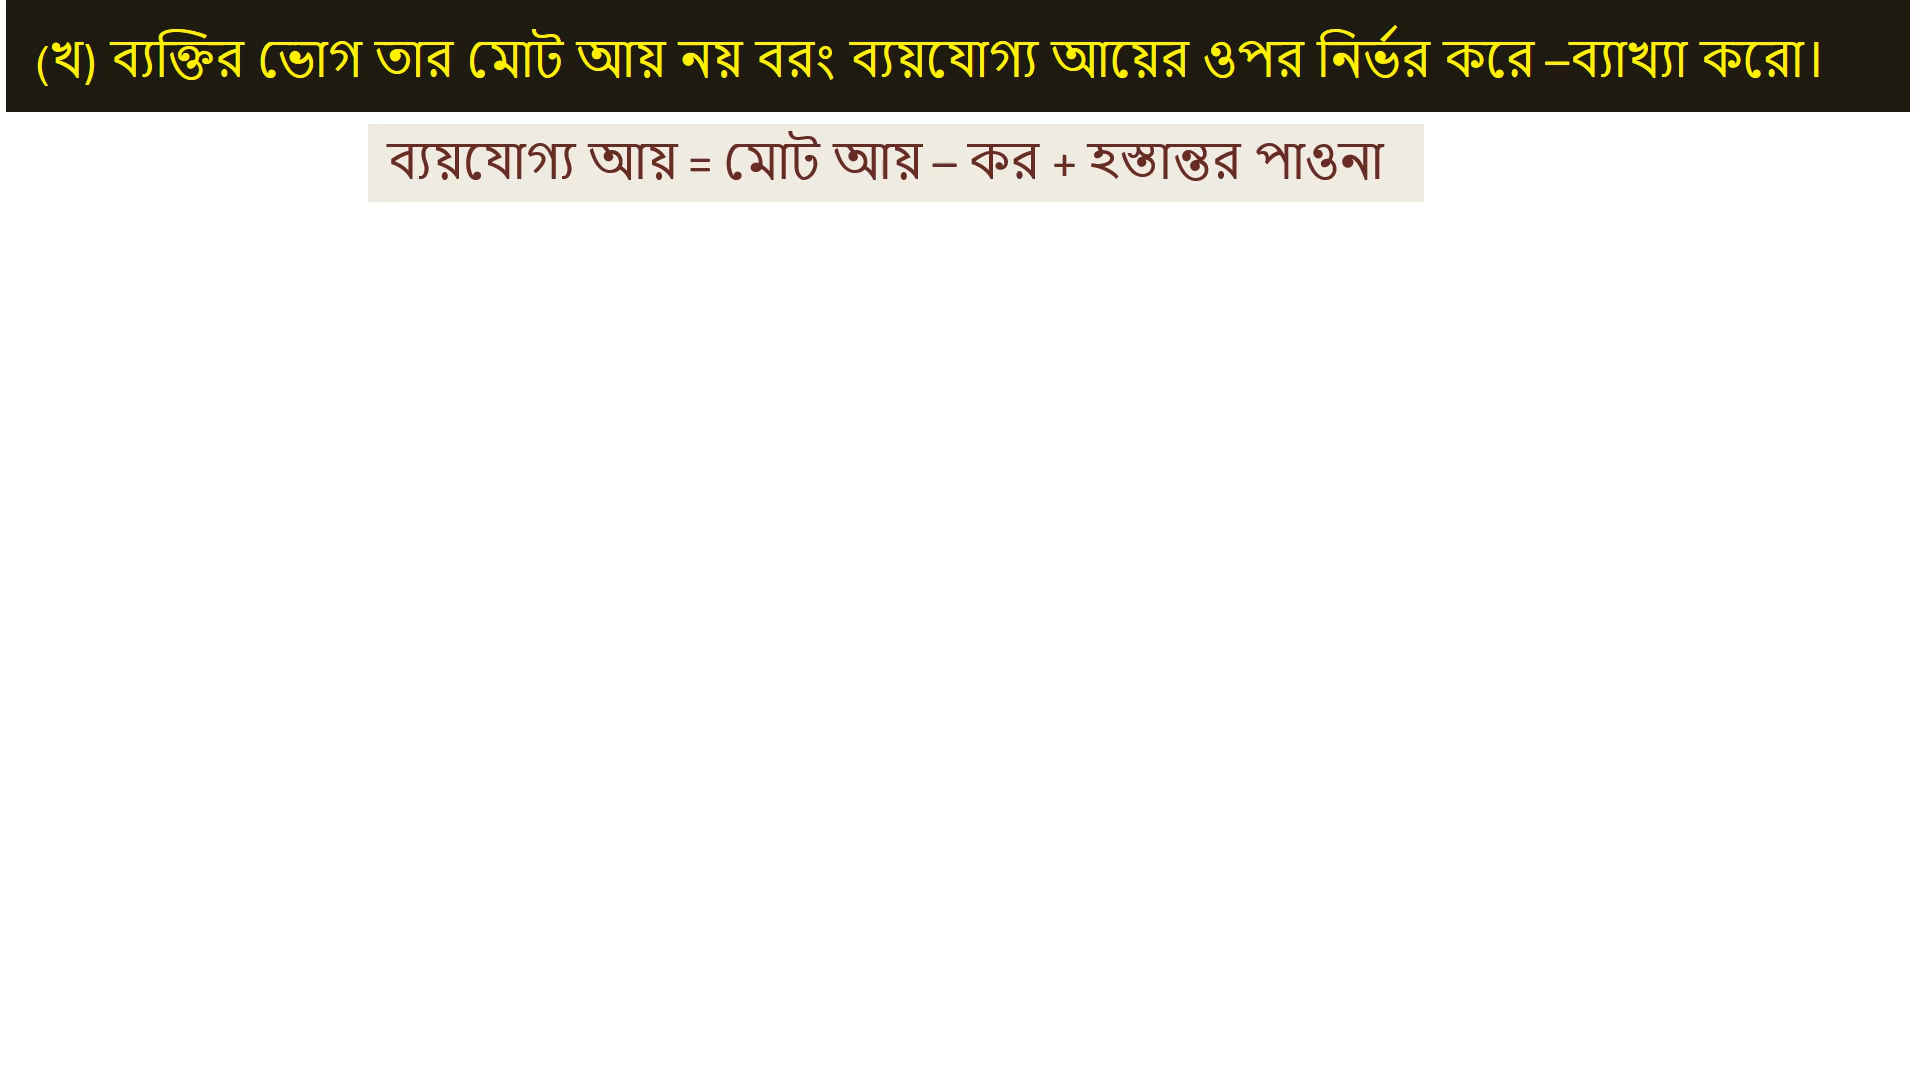 (খ) ব্যক্তির ভোগ তার মোট আয় নয় বরং ব্যয়যোগ্য আয়ের ওপর নির্ভর করে –ব্যাখ্যা করো।
ব্যয়যোগ্য আয় = মোট আয় – কর + হস্তান্তর পাওনা